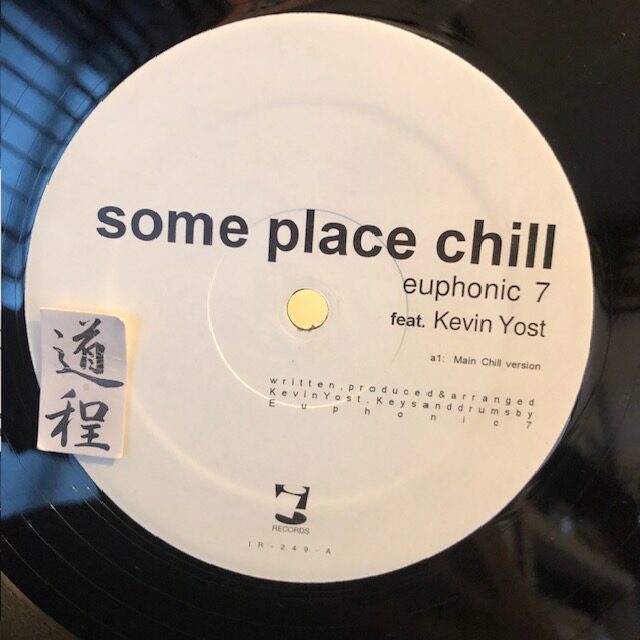 some place chill
euphonic 7
feat. Kevin Yost
a1: Main Chill version
written,produced&arranged
KevinYost.Keysanddrumsby
Euphonic7
道程
RECORDS
IR-249-A